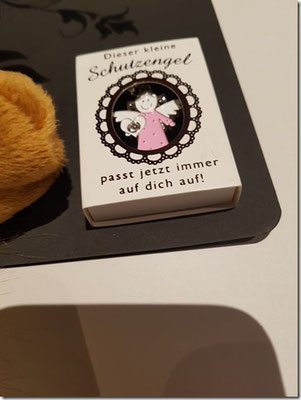 Dieser kleine
Schutzengel
passt jetzt immer
auf dich auf!